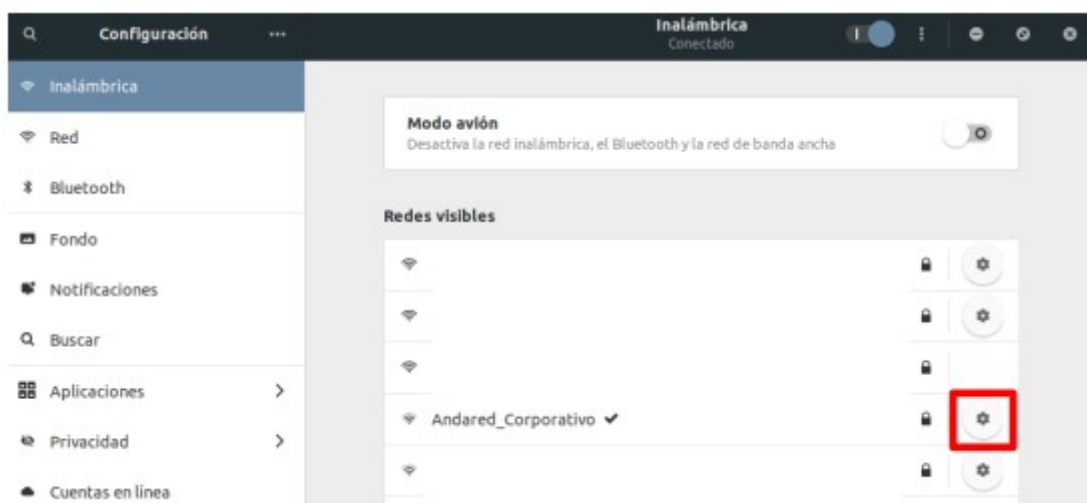 Configuración
Inalámbrica
Conectado
Inalámbrica
Red
Bluetooth
Fondo
Notificaciones
Buscar
Aplicaciones
Privacidad
Cuentas en línea
Modo avión
Desactiva la red inalámbrica, el Bluetooth y la red de banda ancha
Redes visibles
Andared_Corporativo